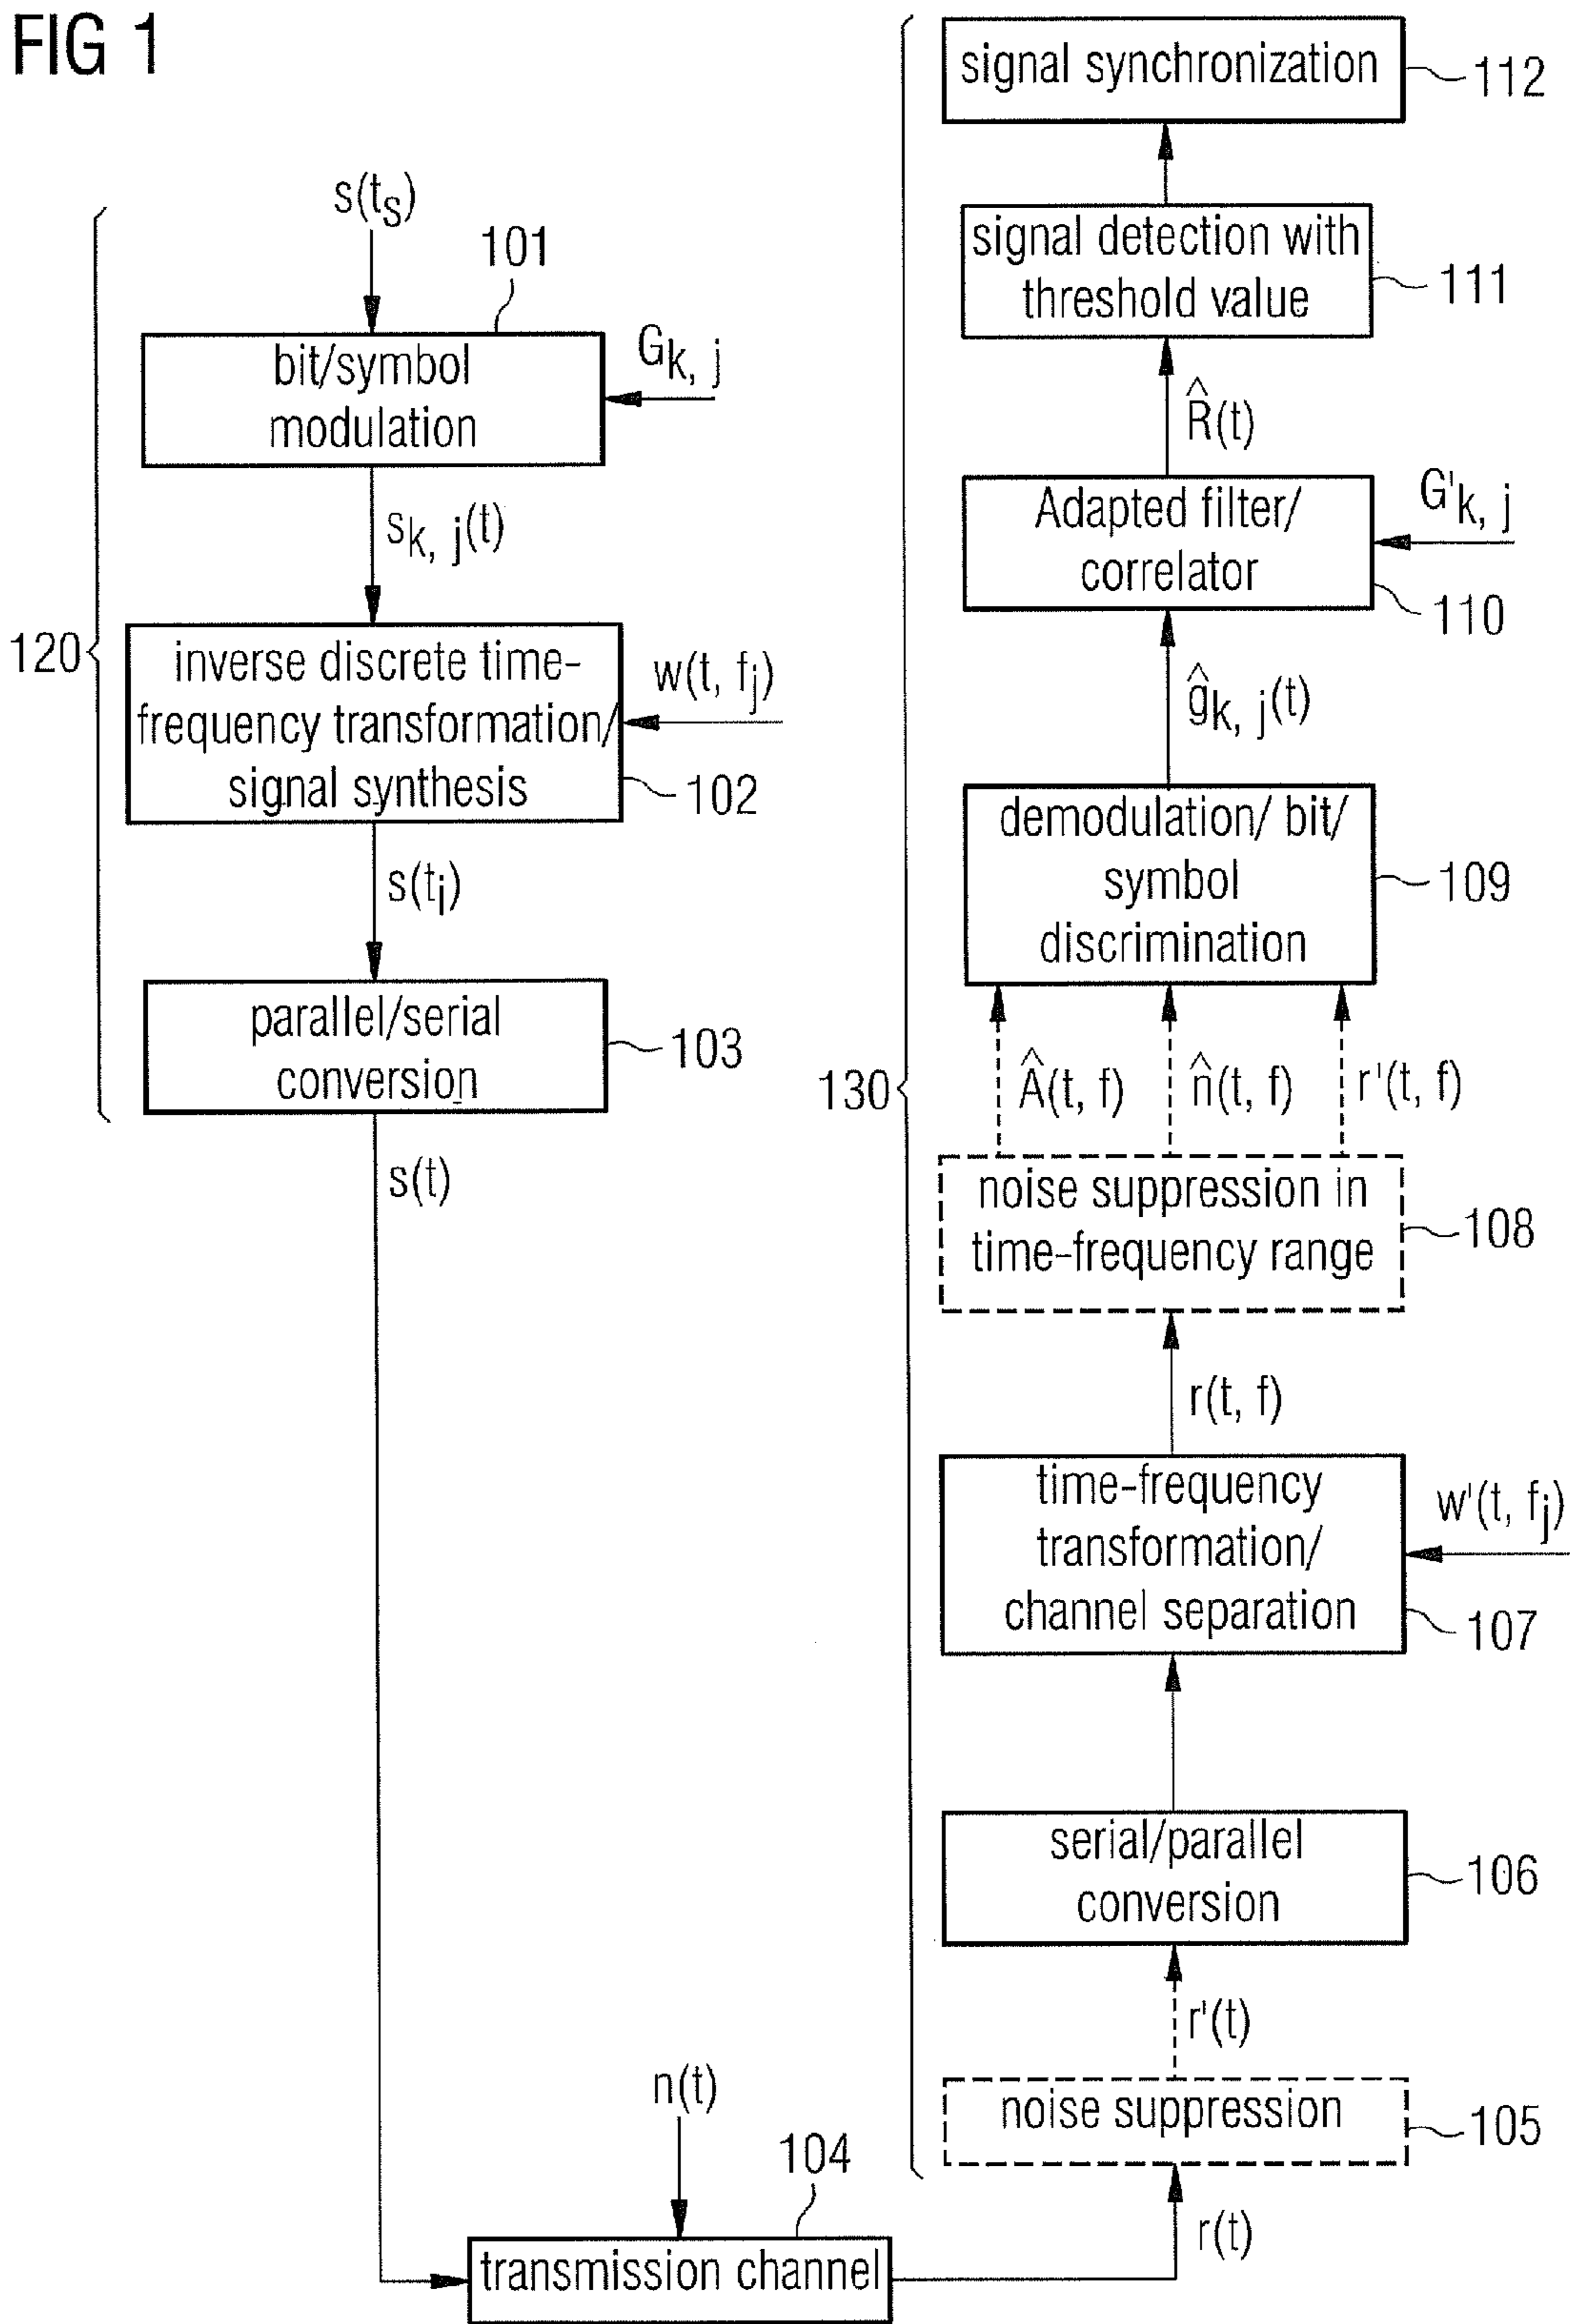 FIG 1
s(ts)
101
bit/symbol
modulation
Gk, j
sk, j(t)
120
inverse discrete time-
frequency transformation/
signal synthesis
w(t, fj)
102
s(ti)
parallel/serial
conversion
103
s(t)
n(t)
104
transmission channel
r(t)
130
signal synchronization
112
signal detection with
threshold value
111
R̂(t)
Adapted filter/
correlator
G'k, j
110
ĝk, j(t)
demodulation/ bit/
symbol
discrimination
109
Â(t, f)
n̂(t, f)
r'(t, f)
noise suppression in
time-frequency range
108
r(t, f)
time-frequency
transformation/
channel separation
w'(t, fj)
107
serial/parallel
conversion
106
r'(t)
noise suppression
105